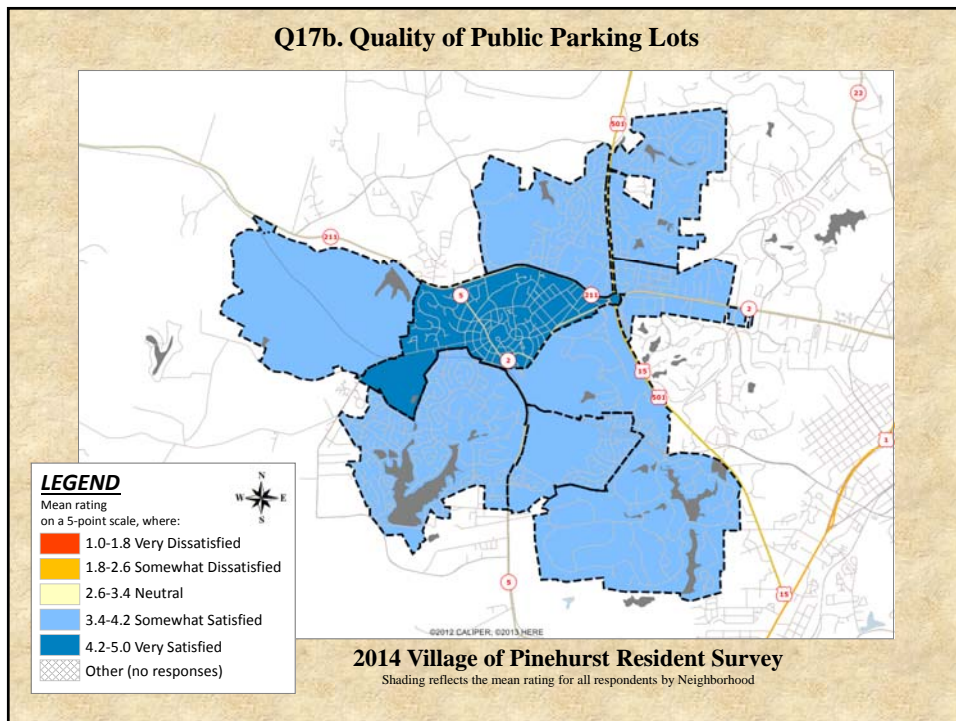 Q17b. Quality of Public Parking Lots
22
501
211
5
211
2
2
15
501
1
5
15
LEGEND
Mean rating
on a 5-point scale, where:
N
W E
S
1.0-1.8 Very Dissatisfied
1.8-2.6 Somewhat Dissatisfied
2.6-3.4 Neutral
3.4-4.2 Somewhat Satisfied
4.2-5.0 Very Satisfied
Other (no responses)
©2012 CALIPER, ©2013 HERE
2014 Village of Pinehurst Resident Survey
Shading reflects the mean rating for all respondents by Neighborhood